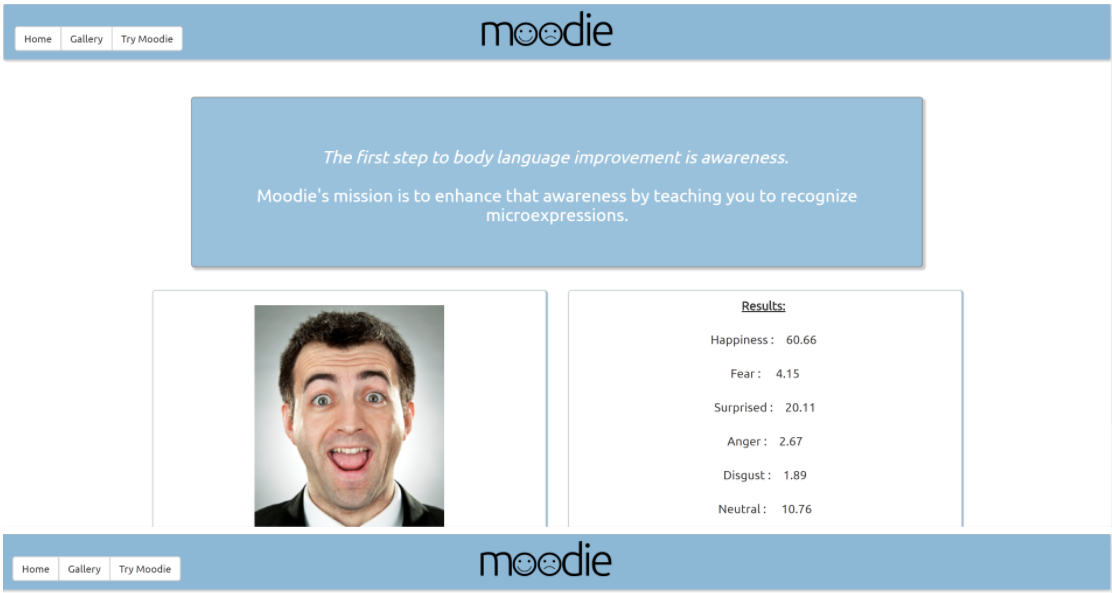 Home Gallery Try Moodie
moodie
The first step to body language improvement is awareness.
Moodie's mission is to enhance that awareness by teaching you to recognize
microexpressions.
Results:
Happiness : 60.66
Fear : 4.15
Surprised : 20.11
Anger : 2.67
Disgust : 1.89
Neutral : 10.76
Home Gallery Try Moodie
moodie